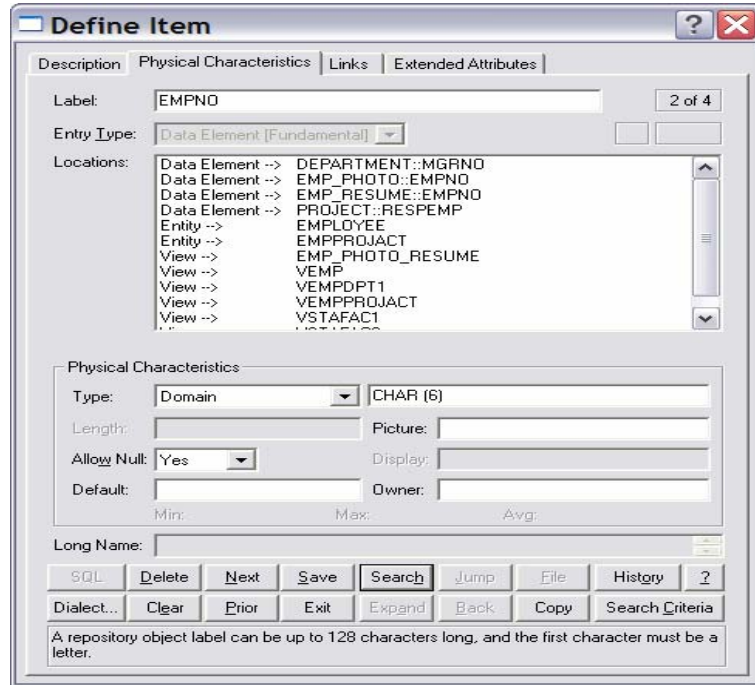 Define Item
Description Physical Characteristics Links Extended Attributes
Label: EMPNO 2 of 4
Entry Type: Data Element [Fundamental]
Locations: Data Element --> DEPARTMENT::MGRNO
Data Element --> EMP_PHOTO::EMPNO
Data Element --> EMP_RESUME::EMPNO
Data Element --> PROJECT::RESPEMP
Entity --> EMPLOYEE
Entity --> EMPPROJACT
View --> EMP_PHOTO_RESUME
View --> VEMP
View --> VEMPDPT1
View --> VEMPPROJACT
View --> VSTAFAC1
Physical Characteristics
Type: Domain CHAR (6)
Length: Picture:
Allow Null: Yes Display:
Default: Owner:
Min: Max: Avg:
Long Name:
SQL Delete Next Save Search Jump File History ?
Dialect... Clear Prior Exit Expand Back Copy Search Criteria
A repository object label can be up to 128 characters long, and the first character must be a
letter.